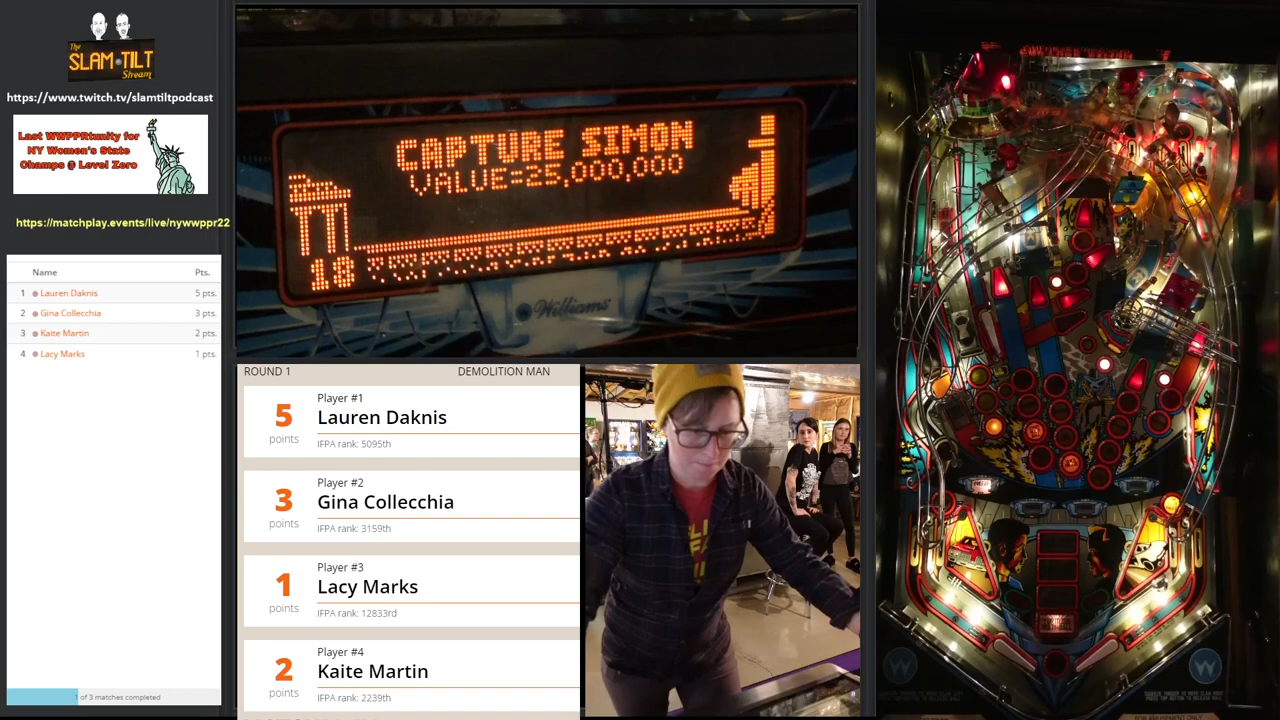 The
SLAM TILT
Stream
https://www.twitch.tv/slamtiltpodcast
Last WWPPRtunity for
NY Women's State
Champs @ Level Zero
https://matchplay.events/live/nywwppr22
Name Pts.
1 Lauren Daknis 5 pts.
2 Gina Collecchia 3 pts.
3 Kaite Martin 2 pts.
4 Lacy Marks 1 pts.
1 of 3 matches completed
CAPTURE SIMON
VALUE=25,000,000
18
Williams
ROUND 1 DEMOLITION MAN
5 points
Player #1
Lauren Daknis
IFPA rank: 5095th
3 points
Player #2
Gina Collecchia
IFPA rank: 3159th
1 points
Player #3
Lacy Marks
IFPA rank: 12833rd
2 points
Player #4
Kaite Martin
IFPA rank: 2239th